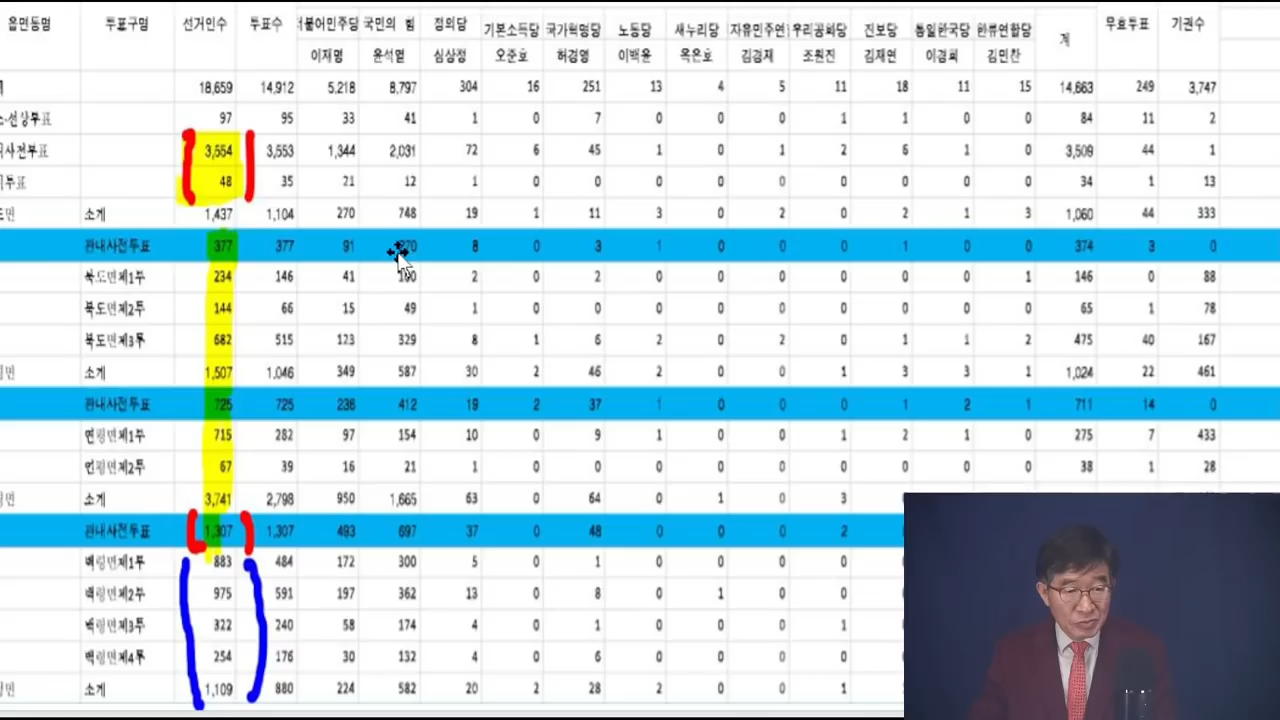 읍면동명 투표구명 선거인수 투표수 더불어민주당 국민의 힘 정의당 기본소득당 국가혁명당 노동당 새누리당 자유민주연 우리공화당 진보당 통일한국당 한류연합당 계 무효투표 기권수
이재명 윤석열 심상정 오준호 허경영 이백윤 옥은호 김경재 조원진 김재연 이경희 김민찬
18,659 14,912 5,218 8,797 304 16 251 13 4 5 11 18 11 15 14,663 249 3,747
선상투표 97 95 33 41 1 0 7 0 0 0 1 1 0 0 84 11 2
사전투표 3,554 3,553 1,344 2,031 72 6 45 1 0 1 2 6 1 0 3,509 44 1
투표 48 35 21 12 1 0 0 0 0 0 0 0 0 0 34 1 13
도면 소계 1,437 1,104 270 748 19 1 11 3 0 2 0 2 1 3 1,060 44 333
관내사전투표 377 377 91 270 8 0 3 1 0 0 0 1 0 0 374 3 0
북도면제1투 234 146 41 100 2 0 2 0 0 0 0 0 0 1 146 0 88
북도면제2투 144 66 15 49 1 0 0 0 0 0 0 0 0 0 65 1 78
북도면제3투 682 515 123 329 8 1 6 2 0 2 0 1 1 2 475 40 167
면 소계 1,507 1,046 349 587 30 2 46 2 0 0 1 3 3 1 1,024 22 461
관내사전투표 725 725 236 412 19 2 37 1 0 0 0 1 2 1 711 14 0
연평면제1투 715 282 97 154 10 0 9 1 0 0 1 2 1 0 275 7 433
연평면제2투 67 39 16 21 1 0 0 0 0 0 0 0 0 0 38 1 28
면 소계 3,741 2,798 950 1,665 63 0 64 0 1 0 3
관내사전투표 1,307 1,307 493 697 37 0 48 0 0 0 2
백령면제1투 883 484 172 300 5 0 1 0 0 0 0
백령면제2투 975 591 197 362 13 0 8 0 1 0 0
백령면제3투 322 240 58 174 4 0 1 0 0 0 1
백령면제4투 254 176 30 132 4 0 6 0 0 0 0
면 소계 1,109 880 224 582 20 2 28 2 0 0 1